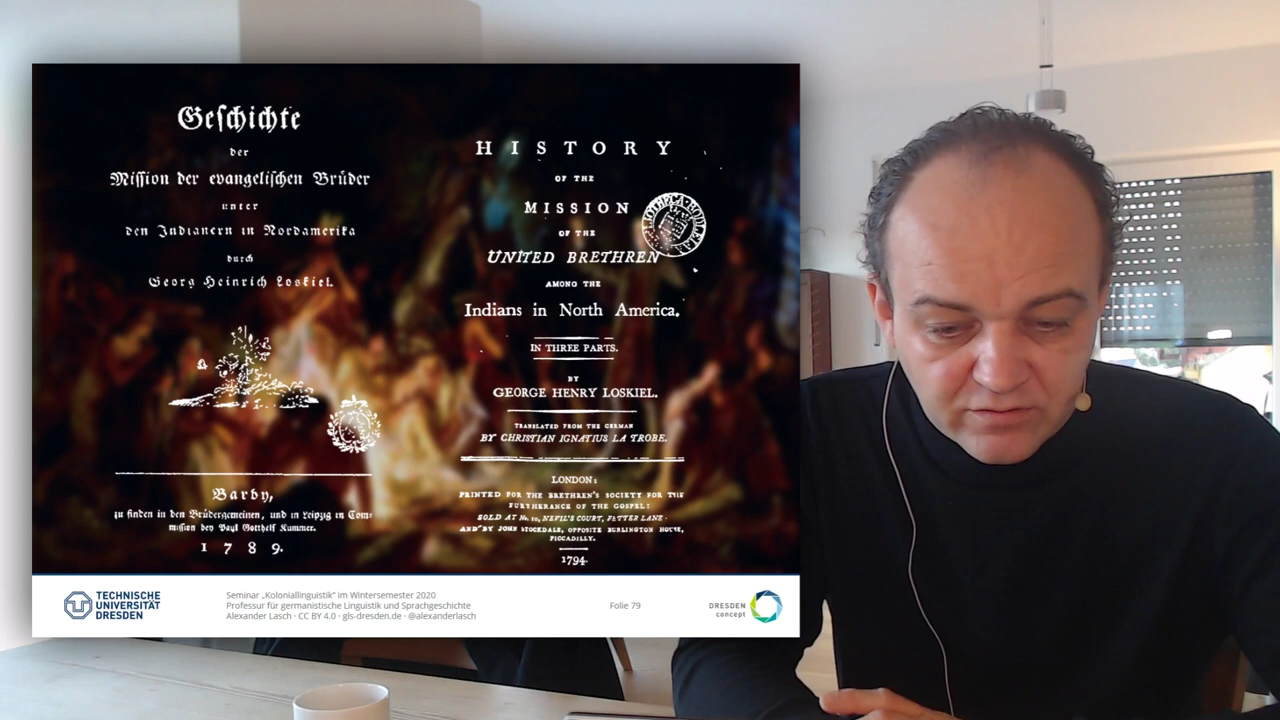 Geſchichte
der
Miſſion der evangeliſchen Brüder
unter
den Indianern in Nordamerika
durch
Georg Heinrich Loskiel.
Barby,
zu finden in den Brüdergemeinen, und in Leipzig in Com-
miſſion bey Paul Gotthelf Kummer.
1789.
HISTORY
OF THE
MISSION
OF THE
UNITED BRETHREN
AMONG THE
Indians in North America.
IN THREE PARTS.
BY
GEORGE HENRY LOSKIEL.
TRANSLATED FROM THE GERMAN
BY CHRISTIAN IGNATIUS LA TROBE.
LONDON:
PRINTED FOR THE BRETHREN'S SOCIETY FOR THE
FURTHERANCE OF THE GOSPEL:
SOLD AT No. 10, NEVIL'S COURT, FETTER LANE
AND BY JOHN STOCKDALE, OPPOSITE BURLINGTON HOUSE,
PICCADILLY.
1794.
TECHNISCHE
UNIVERSITÄT
DRESDEN
Seminar „Koloniallinguistik“ im Wintersemester 2020
Professur für germanistische Linguistik und Sprachgeschichte
Alexander Lasch · CC BY 4.0 · gls-dresden.de · @alexanderlasch
Folie 79
DRESDEN
concept